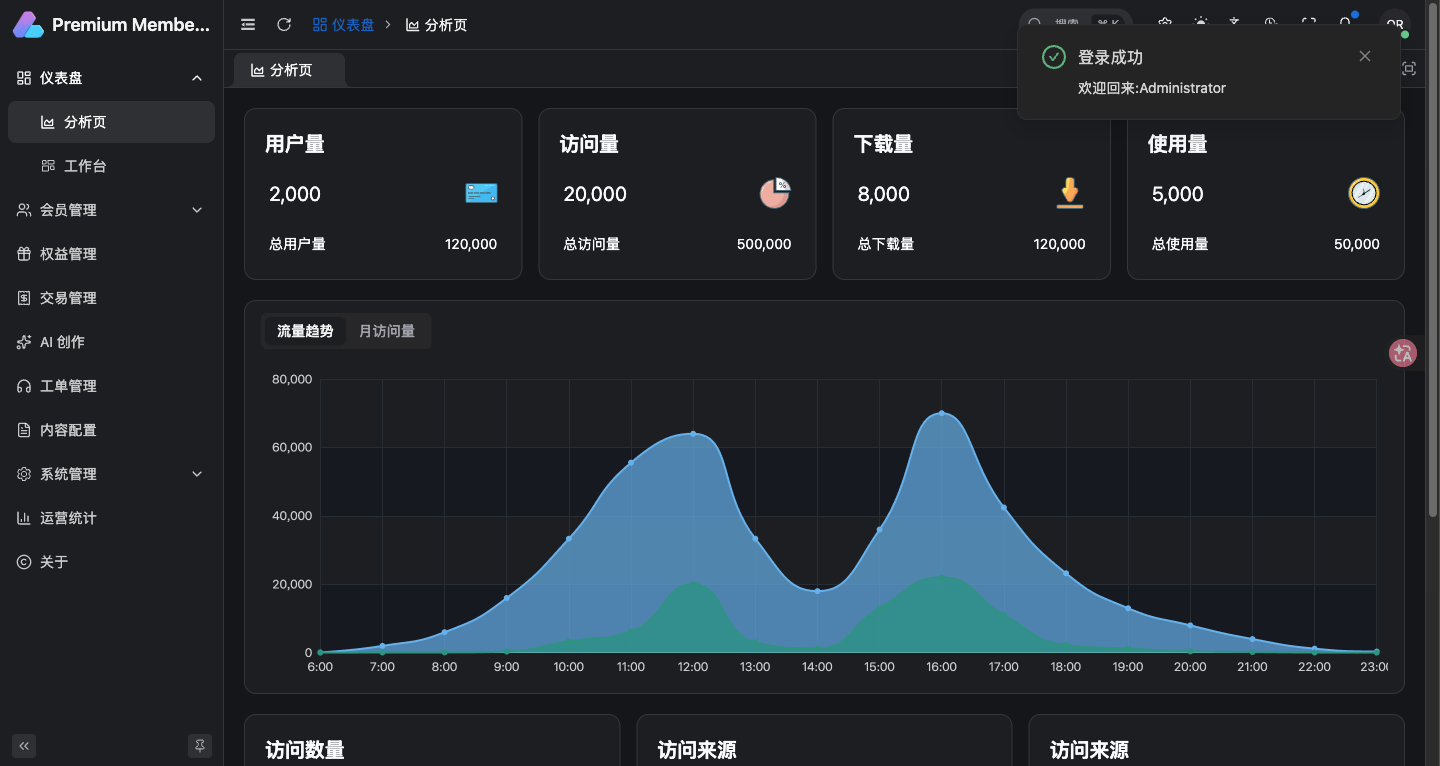 Premium Membe...
仪表盘
分析页
工作台
会员管理
权益管理
交易管理
AI 创作
工单管理
内容配置
系统管理
运营统计
关于
仪表盘 > 分析页
搜索 ⌘ K
QR
分析页
登录成功
欢迎回来:Administrator
用户量
2,000
总用户量 120,000
访问量
20,000
%
总访问量 500,000
下载量
8,000
总下载量 120,000
使用量
5,000
总使用量 50,000
流量趋势 月访问量
80,000
60,000
40,000
20,000
0
6:00 7:00 8:00 9:00 10:00 11:00 12:00 13:00 14:00 15:00 16:00 17:00 18:00 19:00 20:00 21:00 22:00 23:00
访问数量
访问来源
访问来源